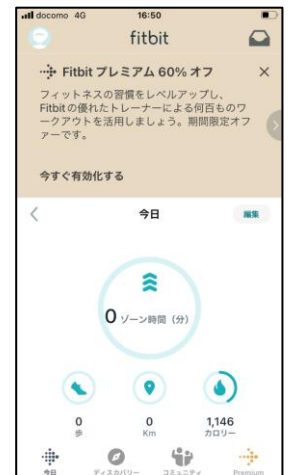 docomo 4G 16:50
fitbit
Fitbit プレミアム 60% オフ
フィットネスの習慣をレベルアップし、
Fitbit の優れたトレーナーによる何百ものワ
ークアウトを活用しましょう。期間限定オフ
ァーです。
今すぐ有効化する
今日 編集
0 ゾーン時間（分）
0 0 1,146
歩 Km カロリー
今日 ディスカバリー コミュニティ Premium